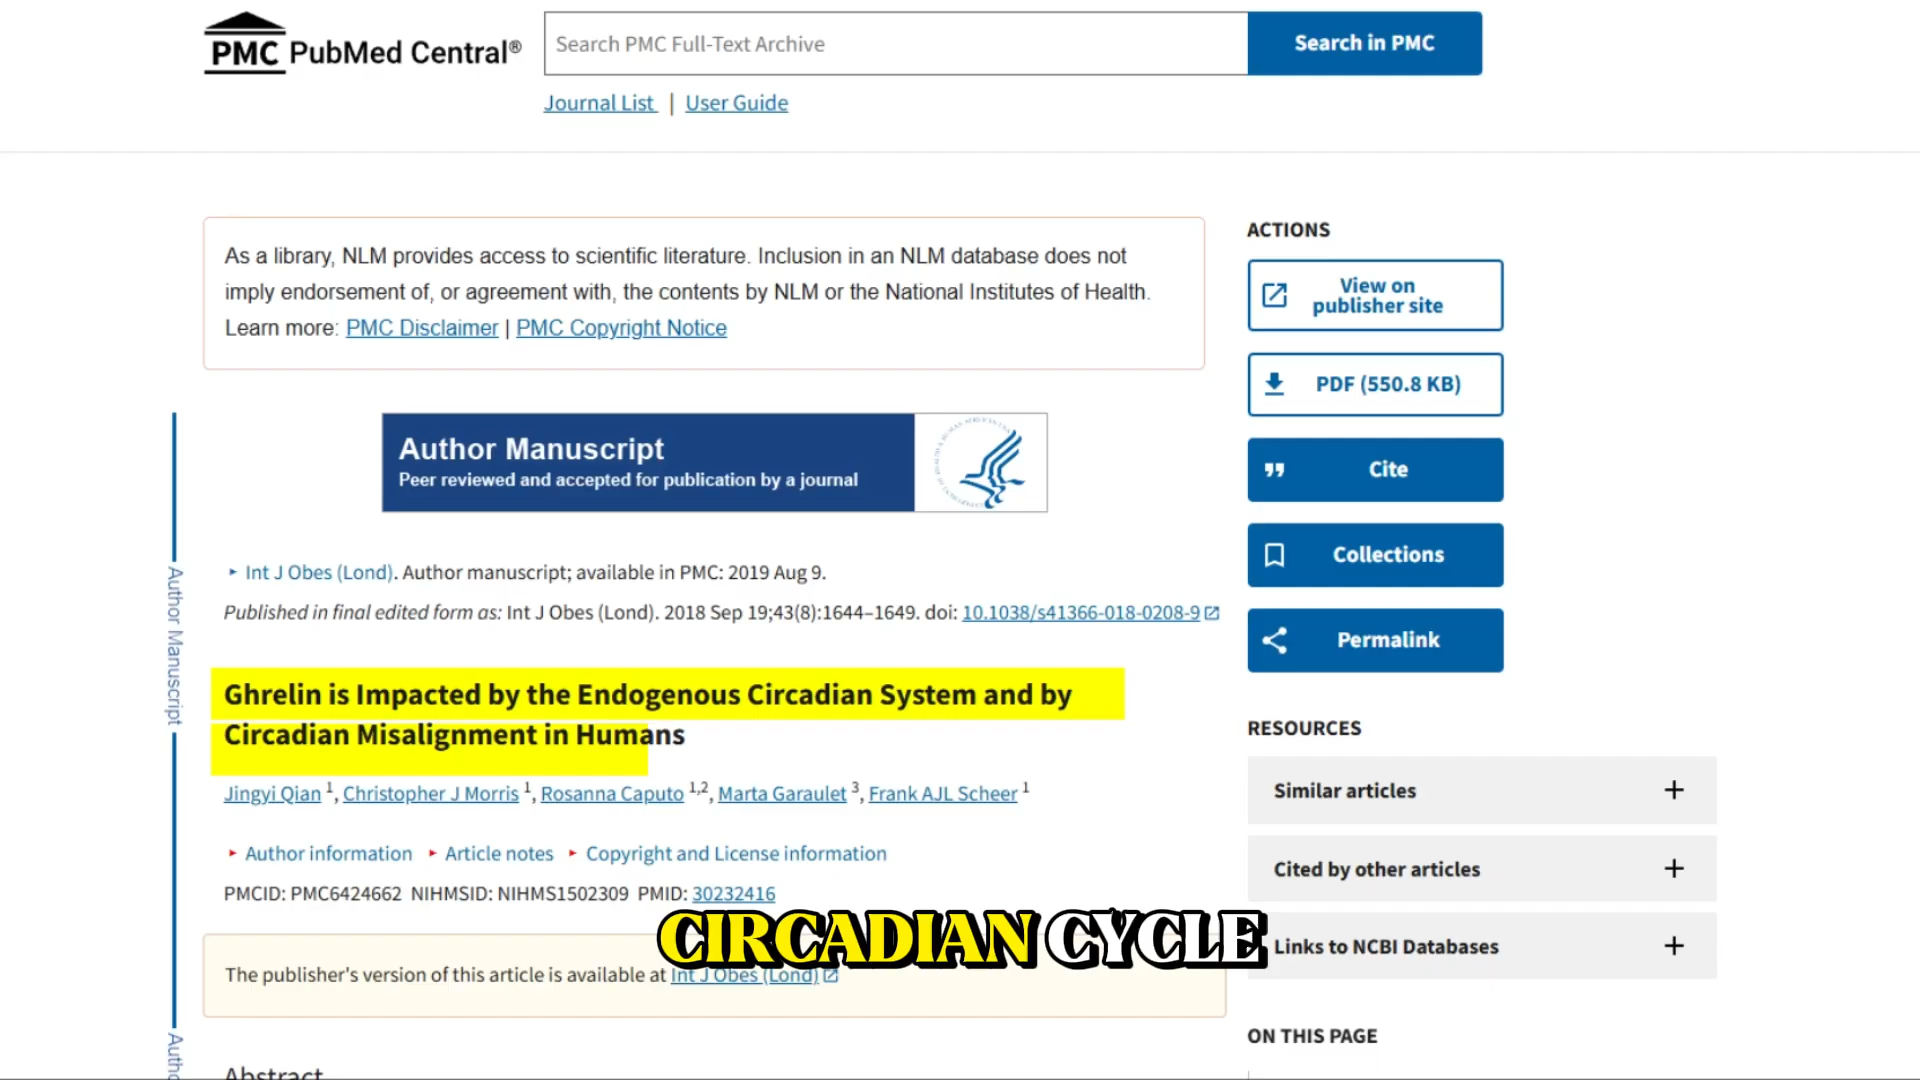 PMC PubMed Central®
Search PMC Full-Text Archive
Search in PMC
Journal List | User Guide
As a library, NLM provides access to scientific literature. Inclusion in an NLM database does not
imply endorsement of, or agreement with, the contents by NLM or the National Institutes of Health.
Learn more: PMC Disclaimer | PMC Copyright Notice
Author Manuscript
Peer reviewed and accepted for publication by a journal
Author Manuscript
‣ Int J Obes (Lond). Author manuscript; available in PMC: 2019 Aug 9.
Published in final edited form as: Int J Obes (Lond). 2018 Sep 19;43(8):1644–1649. doi: 10.1038/s41366-018-0208-9
Ghrelin is Impacted by the Endogenous Circadian System and by
Circadian Misalignment in Humans
Jingyi Qian 1, Christopher J Morris 1, Rosanna Caputo 1,2, Marta Garaulet 3, Frank AJL Scheer 1
‣ Author information ‣ Article notes ‣ Copyright and License information
PMCID: PMC6424662 NIHMSID: NIHMS1502309 PMID: 30232416
CIRCADIAN CYCLE
The publisher's version of this article is available at Int J Obes (Lond)
Abstract
ACTIONS
View on
publisher site
PDF (550.8 KB)
Cite
Collections
Permalink
RESOURCES
Similar articles
Cited by other articles
Links to NCBI Databases
ON THIS PAGE